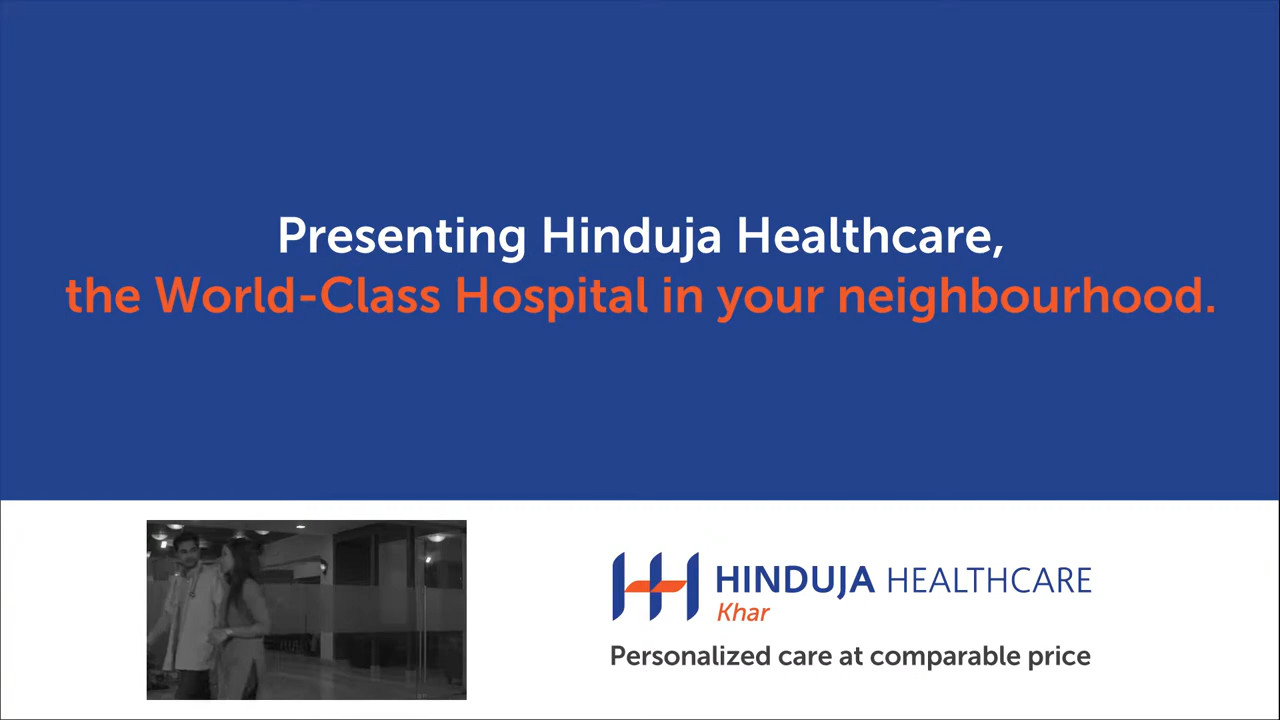 Presenting Hinduja Healthcare,
the World-Class Hospital in your neighbourhood.
HINDUJA HEALTHCARE
Khar
Personalized care at comparable price